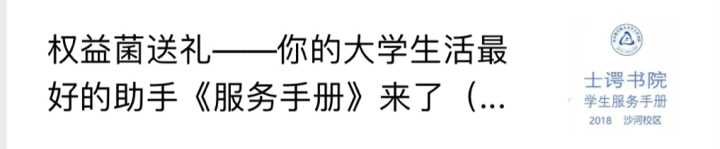 权益菌送礼——你的大学生活最
好的助手《服务手册》来了（...
士谔书院
学生服务手册
2018 沙河校区